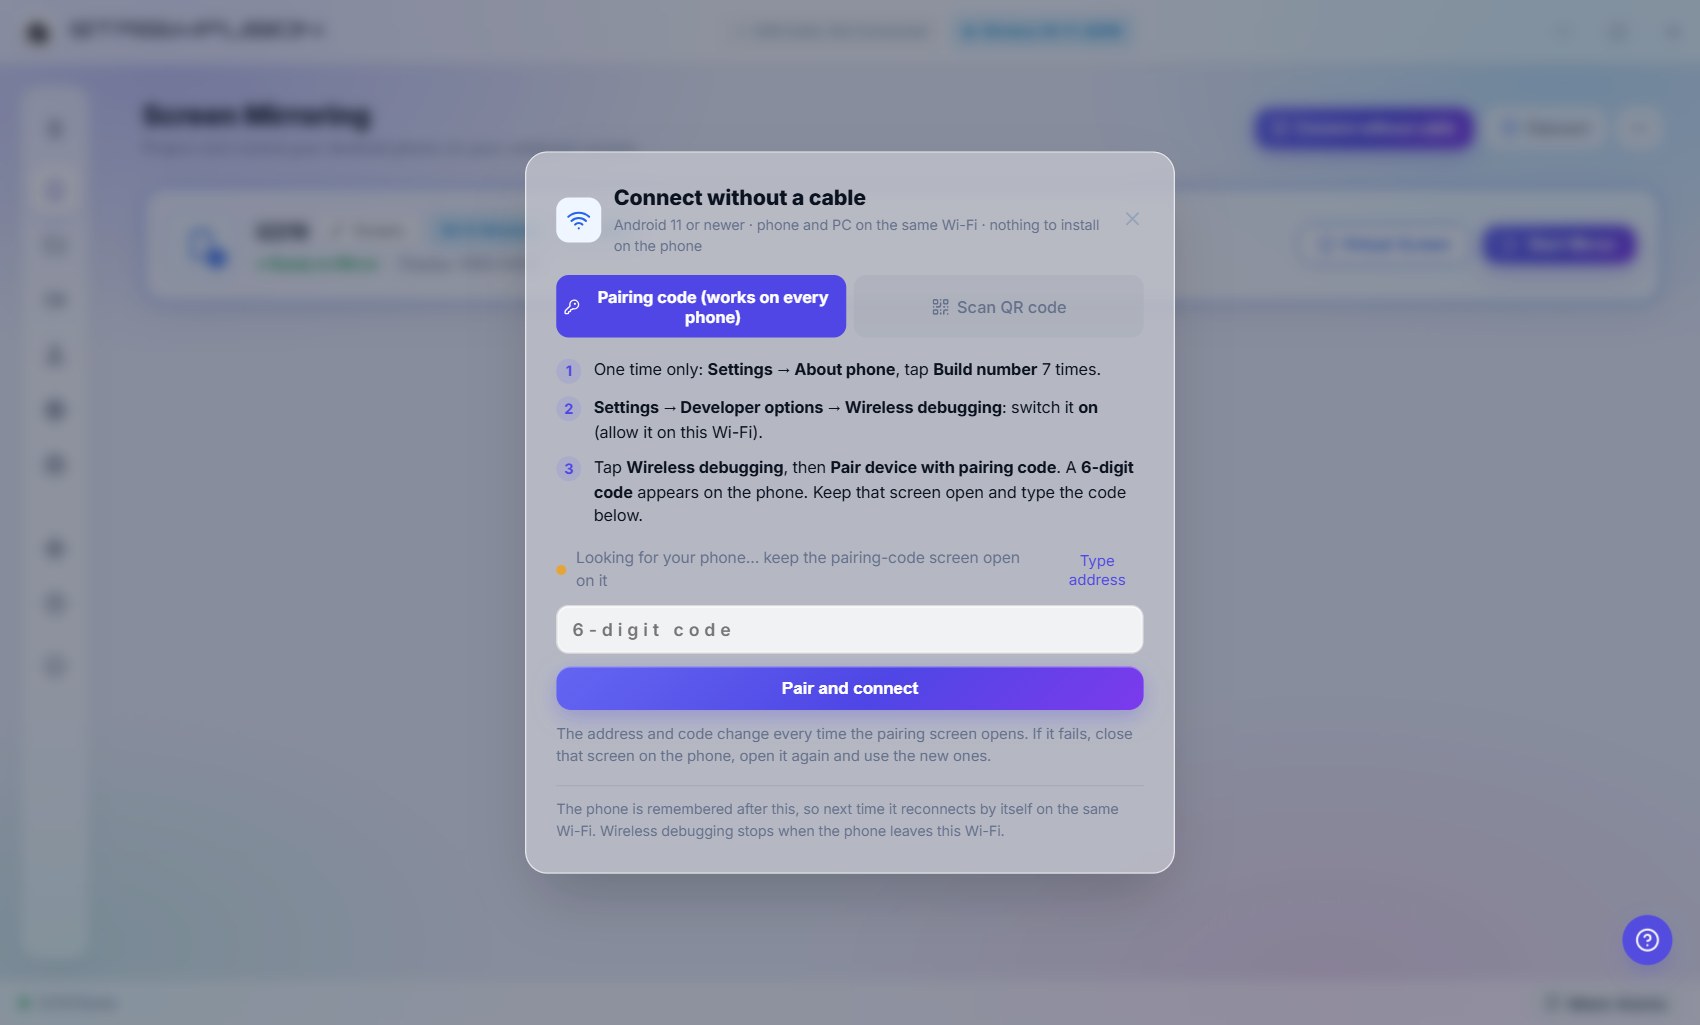 Screen Mirroring
Connect without a cable
Android 11 or newer · phone and PC on the same Wi-Fi · nothing to install
on the phone
Pairing code (works on every
phone)
Scan QR code
1 One time only: Settings → About phone, tap Build number 7 times.
2 Settings → Developer options → Wireless debugging: switch it on
(allow it on this Wi-Fi).
3 Tap Wireless debugging, then Pair device with pairing code. A 6-digit
code appears on the phone. Keep that screen open and type the code
below.
Looking for your phone... keep the pairing-code screen open
on it
Type
address
6-digit code
Pair and connect
The address and code change every time the pairing screen opens. If it fails, close
that screen on the phone, open it again and use the new ones.
The phone is remembered after this, so next time it reconnects by itself on the same
Wi-Fi. Wireless debugging stops when the phone leaves this Wi-Fi.